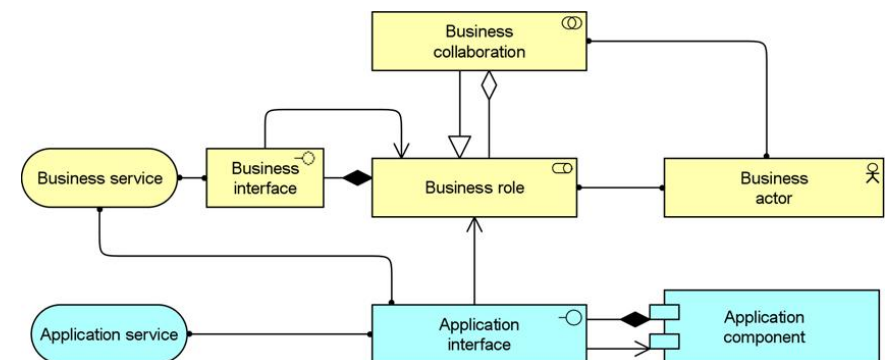 Business
collaboration
Business service
Business
interface
Business role
Business
actor
Application service
Application
interface
Application
component